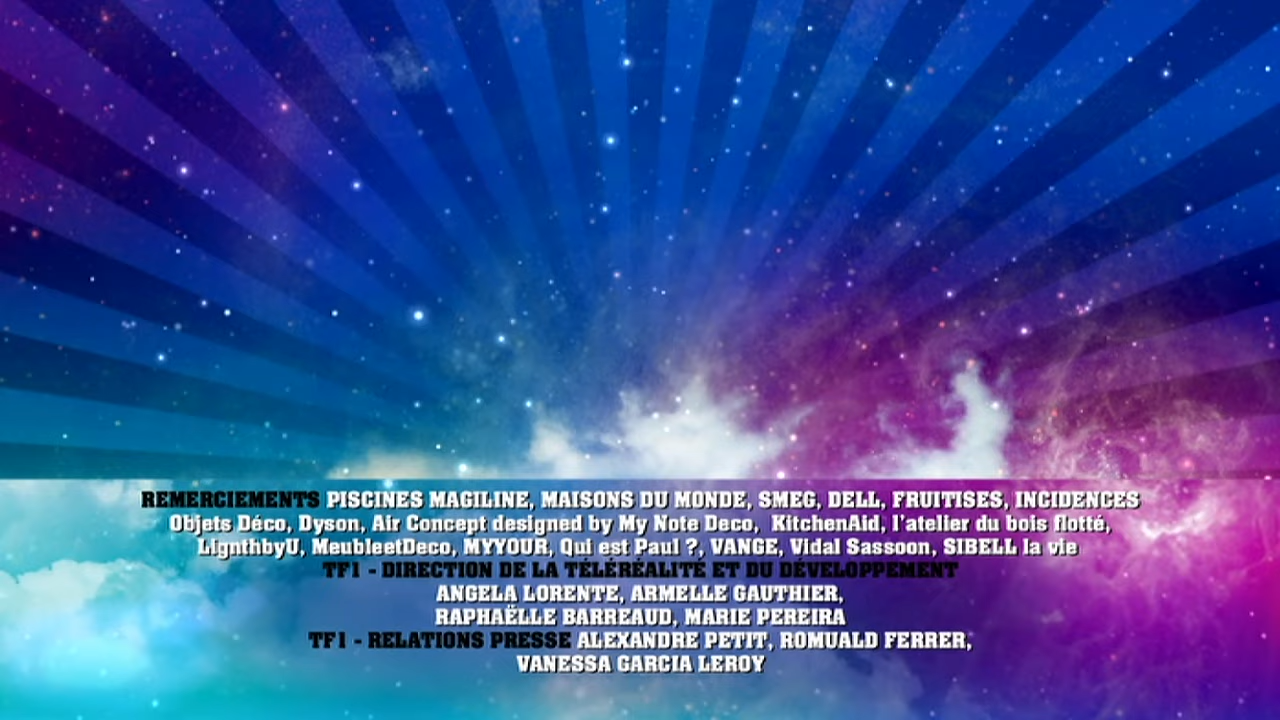 REMERCIEMENTS PISCINES MAGILINE, MAISONS DU MONDE, SMEG, DELL, FRUITISES, INCIDENCES
Objets Déco, Dyson, Air Concept designed by My Note Deco, KitchenAid, l'atelier du bois flotté,
LignthbyU, MeubleetDeco, MYYOUR, Qui est Paul ?, VANGE, Vidal Sassoon, SIBELL la vie
TF1 - DIRECTION DE LA TÉLÉRÉALITÉ ET DU DÉVELOPPEMENT
ANGELA LORENTE, ARMELLE GAUTHIER,
RAPHAËLLE BARREAUD, MARIE PEREIRA
TF1 - RELATIONS PRESSE ALEXANDRE PETIT, ROMUALD FERRER,
VANESSA GARCIA LEROY